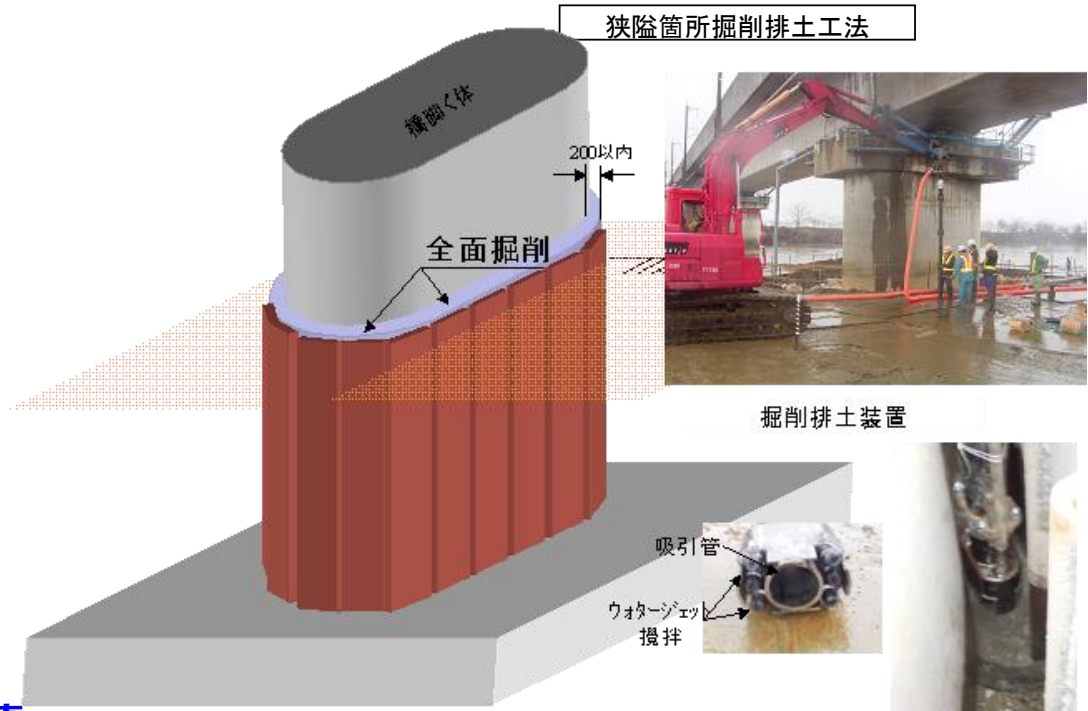 狭隘箇所掘削排土工法
橋脚く体
200以内
全面掘削
掘削排土装置
吸引管
ウォタージェット
攪拌